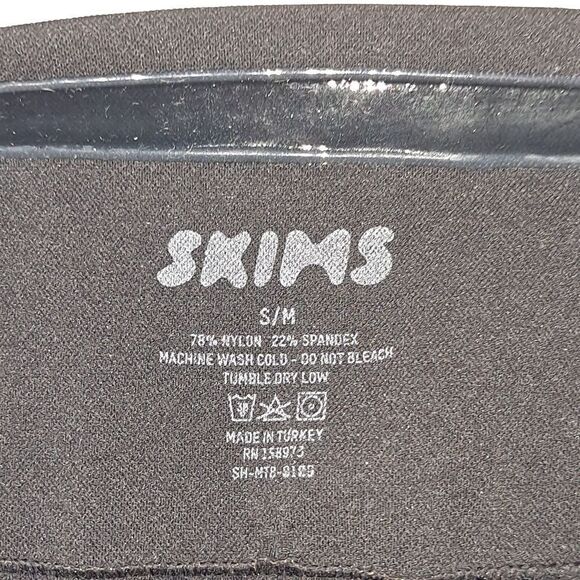 SKIMS
S/M
78% NYLON 22% SPANDEX
MACHINE WASH COLD - DO NOT BLEACH
TUMBLE DRY LOW
MADE IN TURKEY
RN 158973